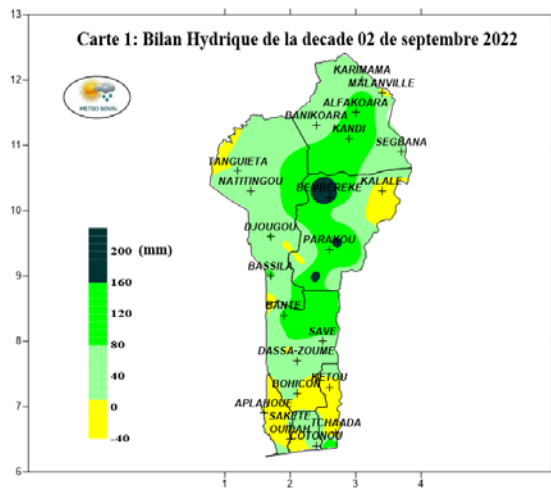 Carte 1: Bilan Hydrique de la decade 02 de septembre 2022
METEO BENIN
13
12
11
10
9
8
7
6
1
2
3
4
200 (mm)
160
120
80
40
0
-40
KARIMAMA
MALANVILLE
ALFAKOARA
BANIKOARA
KANDI
SEGBANA
TANGUIETA
NATITINGOU
BEMBEREKE
KALALE
DJOUGOU
PARAKOU
BASSILA
BANTE
SAVE
DASSA-ZOUME
KETOU
BOHICON
APLAHOUE
SAKETE
TCHAADA
OUIDAH
COTONOU